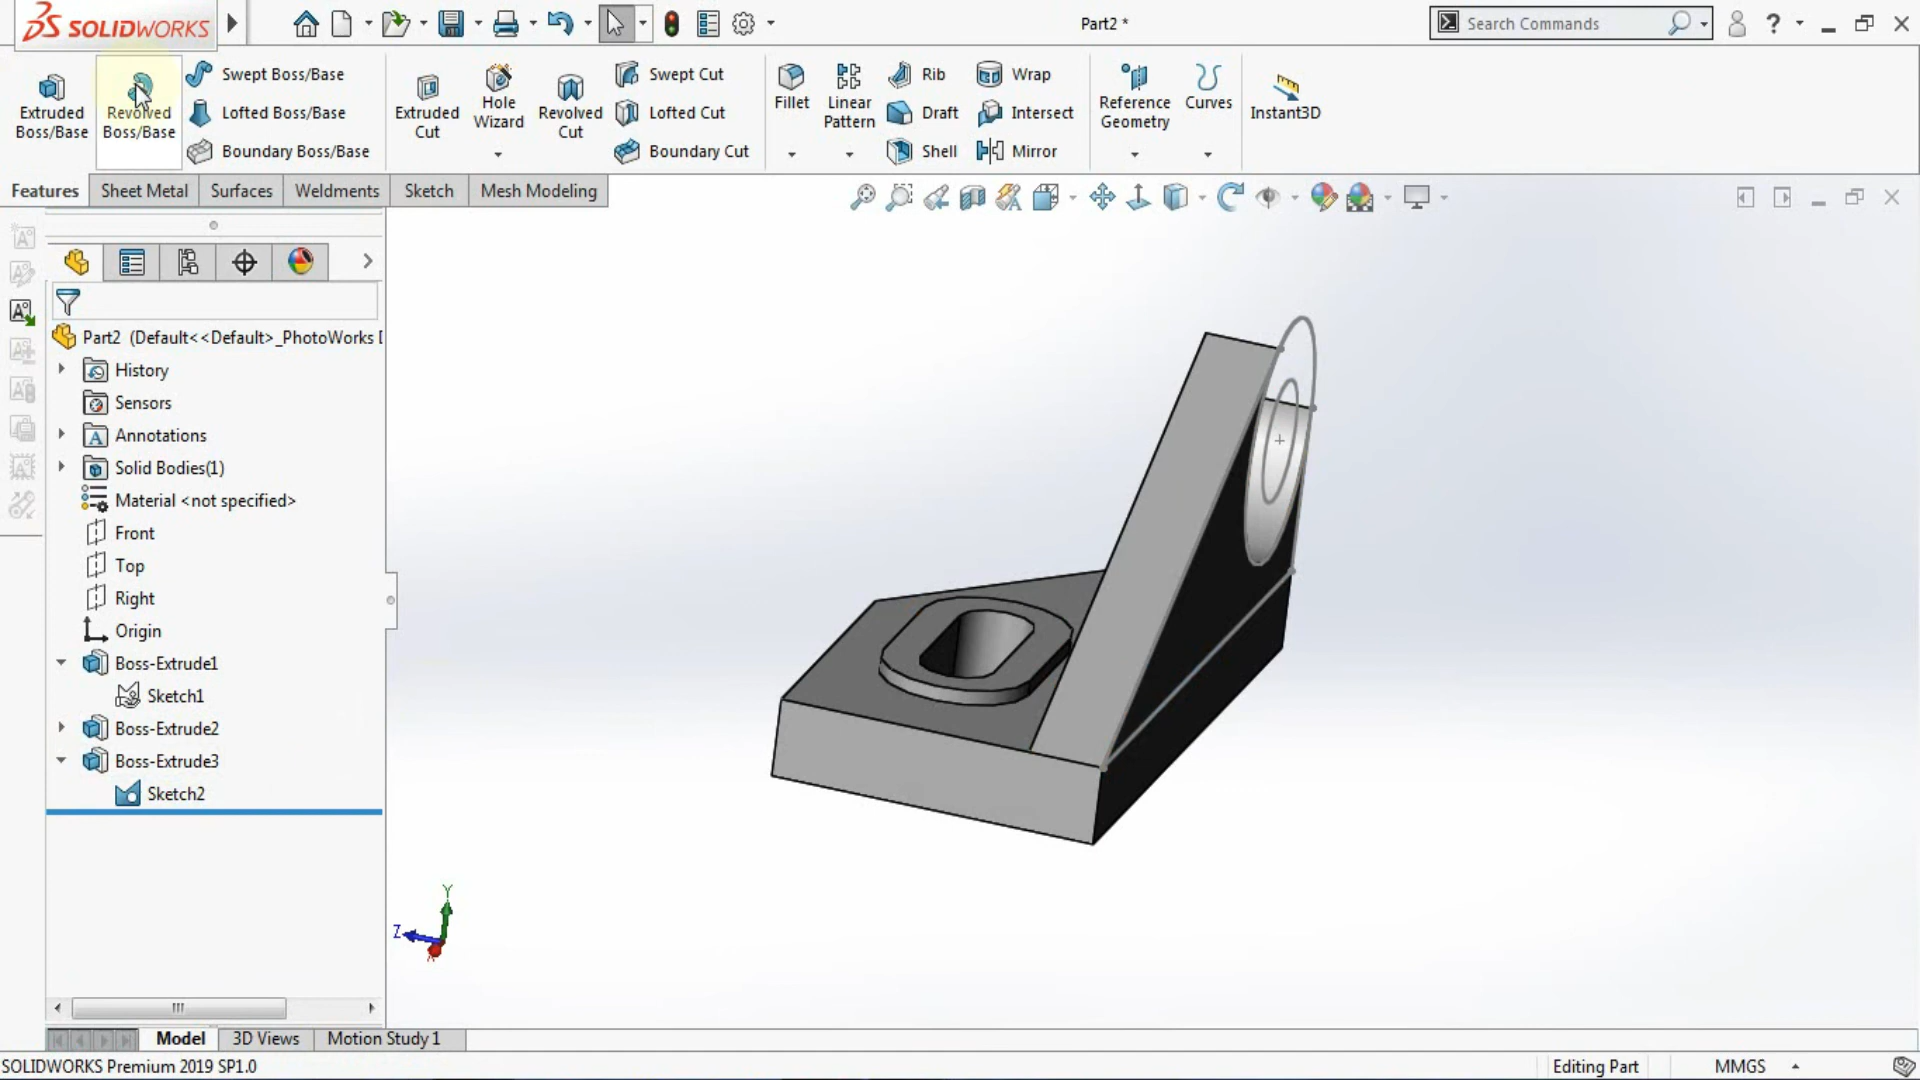 SOLIDWORKS
Part2 *
Search Commands
?
Extruded Boss/Base
Revolved Boss/Base
Swept Boss/Base
Lofted Boss/Base
Boundary Boss/Base
Extruded Cut
Hole Wizard
Revolved Cut
Swept Cut
Lofted Cut
Boundary Cut
Fillet
Linear Pattern
Rib
Draft
Shell
Wrap
Intersect
Mirror
Reference Geometry
Curves
Instant3D
Features
Sheet Metal
Surfaces
Weldments
Sketch
Mesh Modeling
Part2 (Default<<Default>_PhotoWorks
History
Sensors
Annotations
Solid Bodies(1)
Material <not specified>
Front
Top
Right
Origin
Boss-Extrude1
Sketch1
Boss-Extrude2
Boss-Extrude3
Sketch2
Y
Z
X
Model
3D Views
Motion Study 1
SOLIDWORKS Premium 2019 SP1.0
Editing Part
MMGS